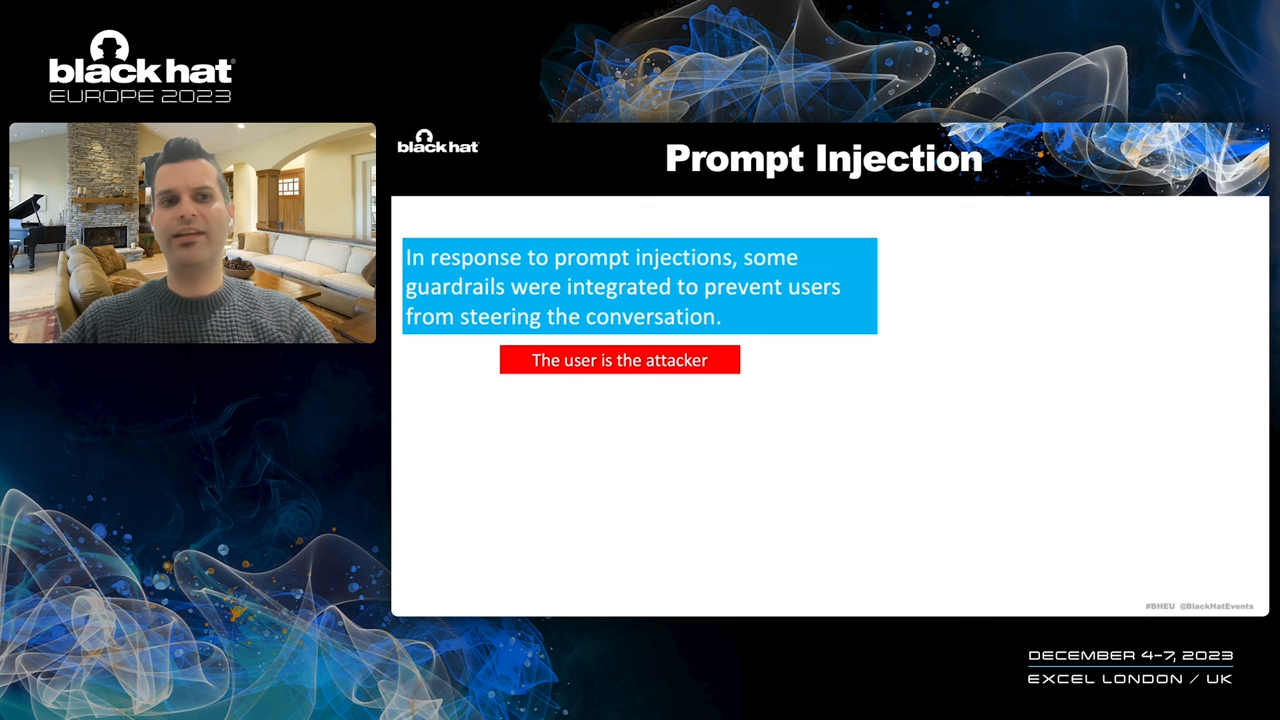 black hat
EUROPE 2023
black hat
Prompt Injection
In response to prompt injections, some
guardrails were integrated to prevent users
from steering the conversation.
The user is the attacker
#BHEU @BlackHatEvents
DECEMBER 4-7, 2023
EXCEL LONDON / UK